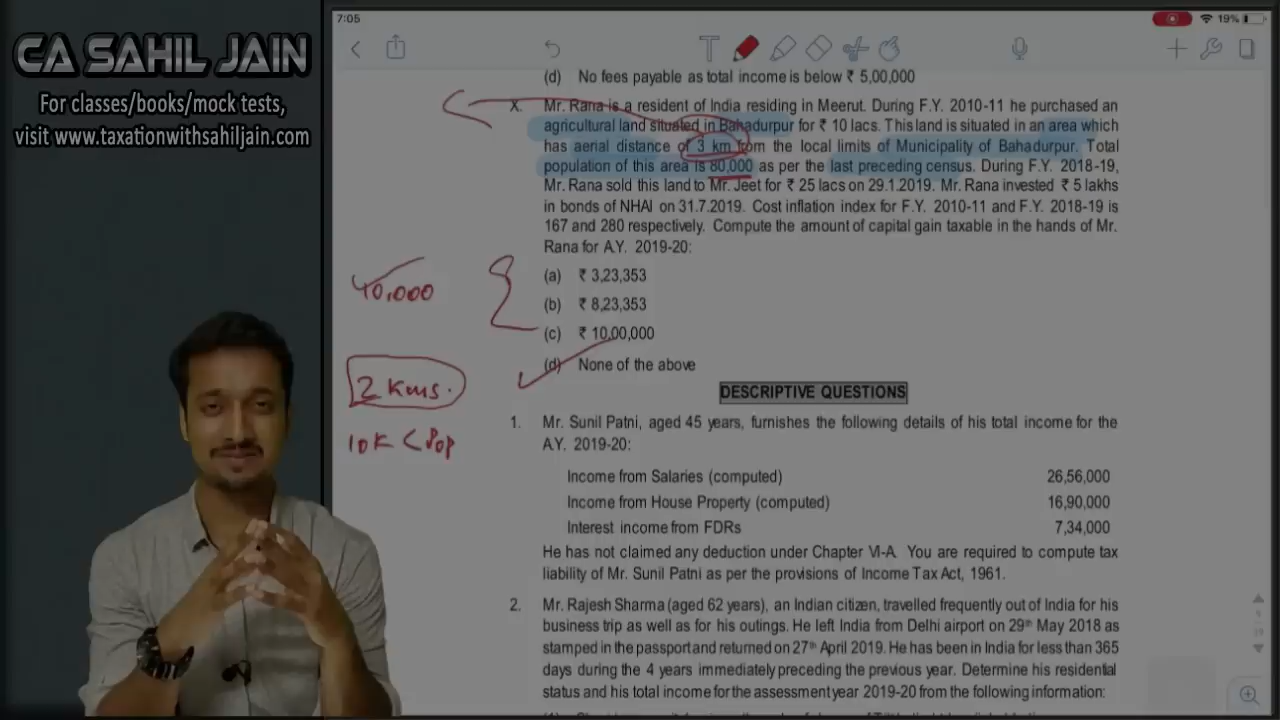 7:05
19%
CA SAHIL JAIN
For classes/books/mock tests,
visit www.taxationwithsahiljain.com
(d) No fees payable as total income is below ₹ 5,00,000
X. Mr. Rana is a resident of India residing in Meerut. During F.Y. 2010-11 he purchased an
agricultural land situated in Bahadurpur for ₹ 10 lacs. This land is situated in an area which
has aerial distance of 3 km from the local limits of Municipality of Bahadurpur. Total
population of this area is 80,000 as per the last preceding census. During F.Y. 2018-19,
Mr. Rana sold this land to Mr. Jeet for ₹ 25 lacs on 29.1.2019. Mr. Rana invested ₹ 5 lakhs
in bonds of NHAI on 31.7.2019. Cost inflation index for F.Y. 2010-11 and F.Y. 2018-19 is
167 and 280 respectively. Compute the amount of capital gain taxable in the hands of Mr.
Rana for A.Y. 2019-20:
(a) ₹ 3,23,353
10,000
(b) ₹ 8,23,353
(c) ₹ 10,00,000
(d) None of the above
2 Kms.
DESCRIPTIVE QUESTIONS
1. Mr. Sunil Patni, aged 45 years, furnishes the following details of his total income for the
A.Y. 2019-20:
10K < Pop
Income from Salaries (computed) 26,56,000
Income from House Property (computed) 16,90,000
Interest income from FDRs 7,34,000
He has not claimed any deduction under Chapter VI-A. You are required to compute tax
liability of Mr. Sunil Patni as per the provisions of Income Tax Act, 1961.
2. Mr. Rajesh Sharma (aged 62 years), an Indian citizen, travelled frequently out of India for his
business trip as well as for his outings. He left India from Delhi airport on 29th May 2018 as
stamped in the passport and returned on 27th April 2019. He has been in India for less than 365
days during the 4 years immediately preceding the previous year. Determine his residential
status and his total income for the assessment year 2019-20 from the following information: